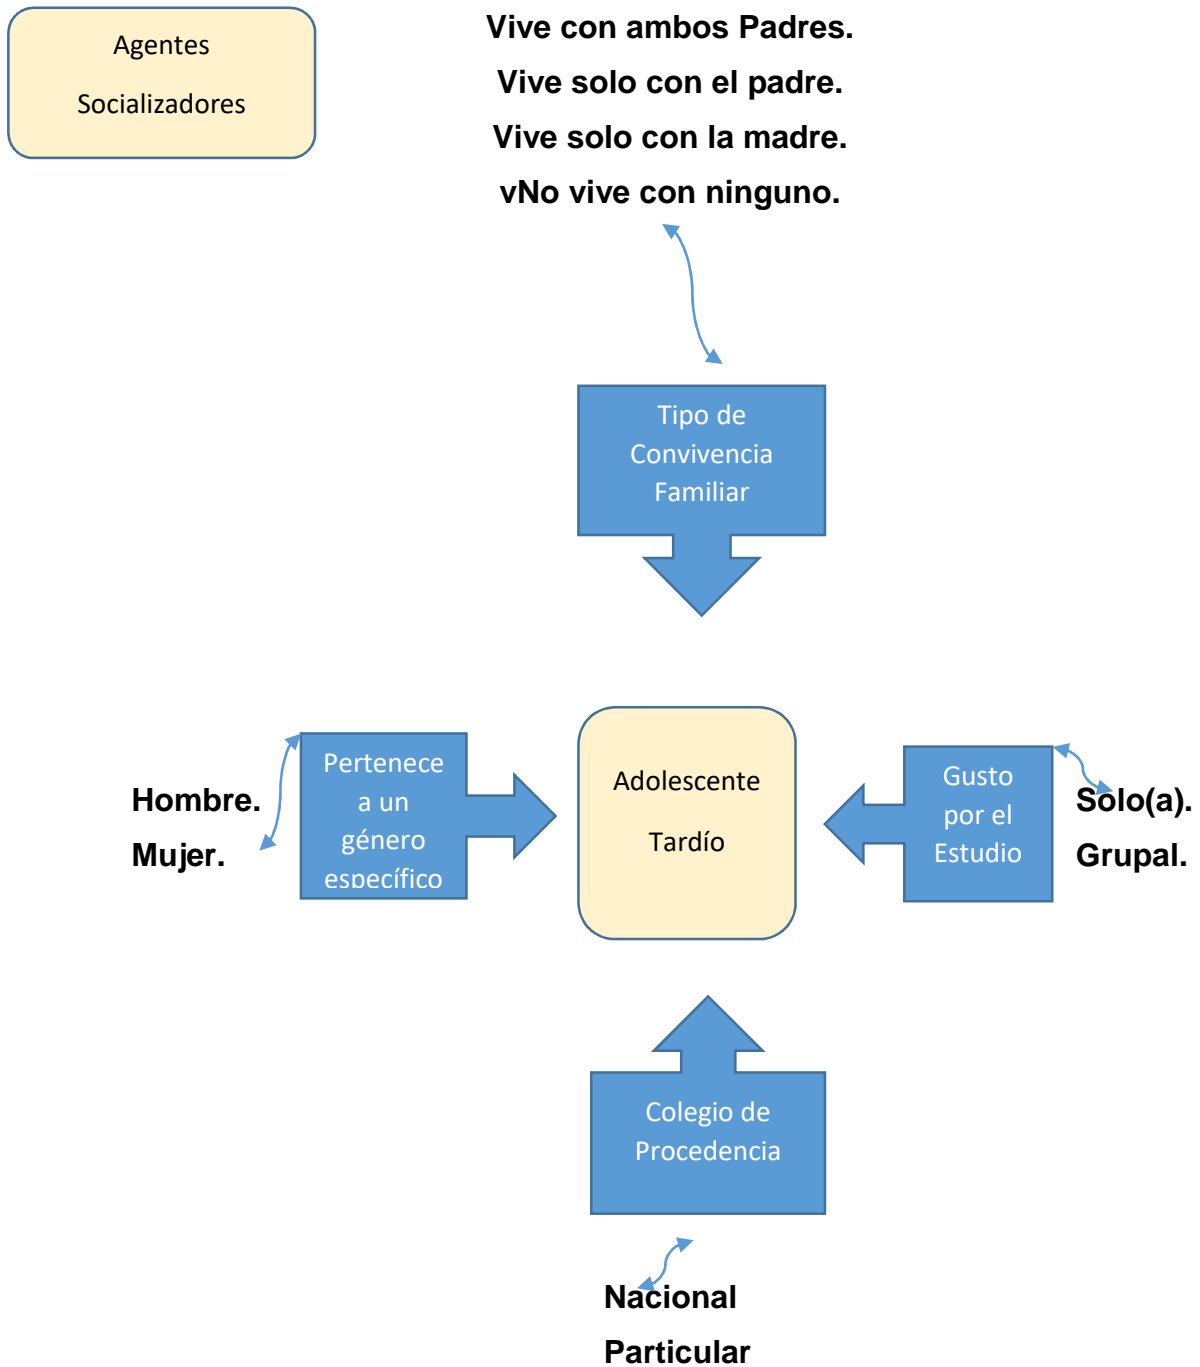 Agentes
Socializadores
Vive con ambos Padres.
Vive solo con el padre.
Vive solo con la madre.
vNo vive con ninguno.
Tipo de
Convivencia
Familiar
Hombre.
Mujer.
Pertenece
a un
género
específico
Adolescente
Tardío
Gusto
por el
Estudio
Solo(a).
Grupal.
Colegio de
Procedencia
Nacional
Particular